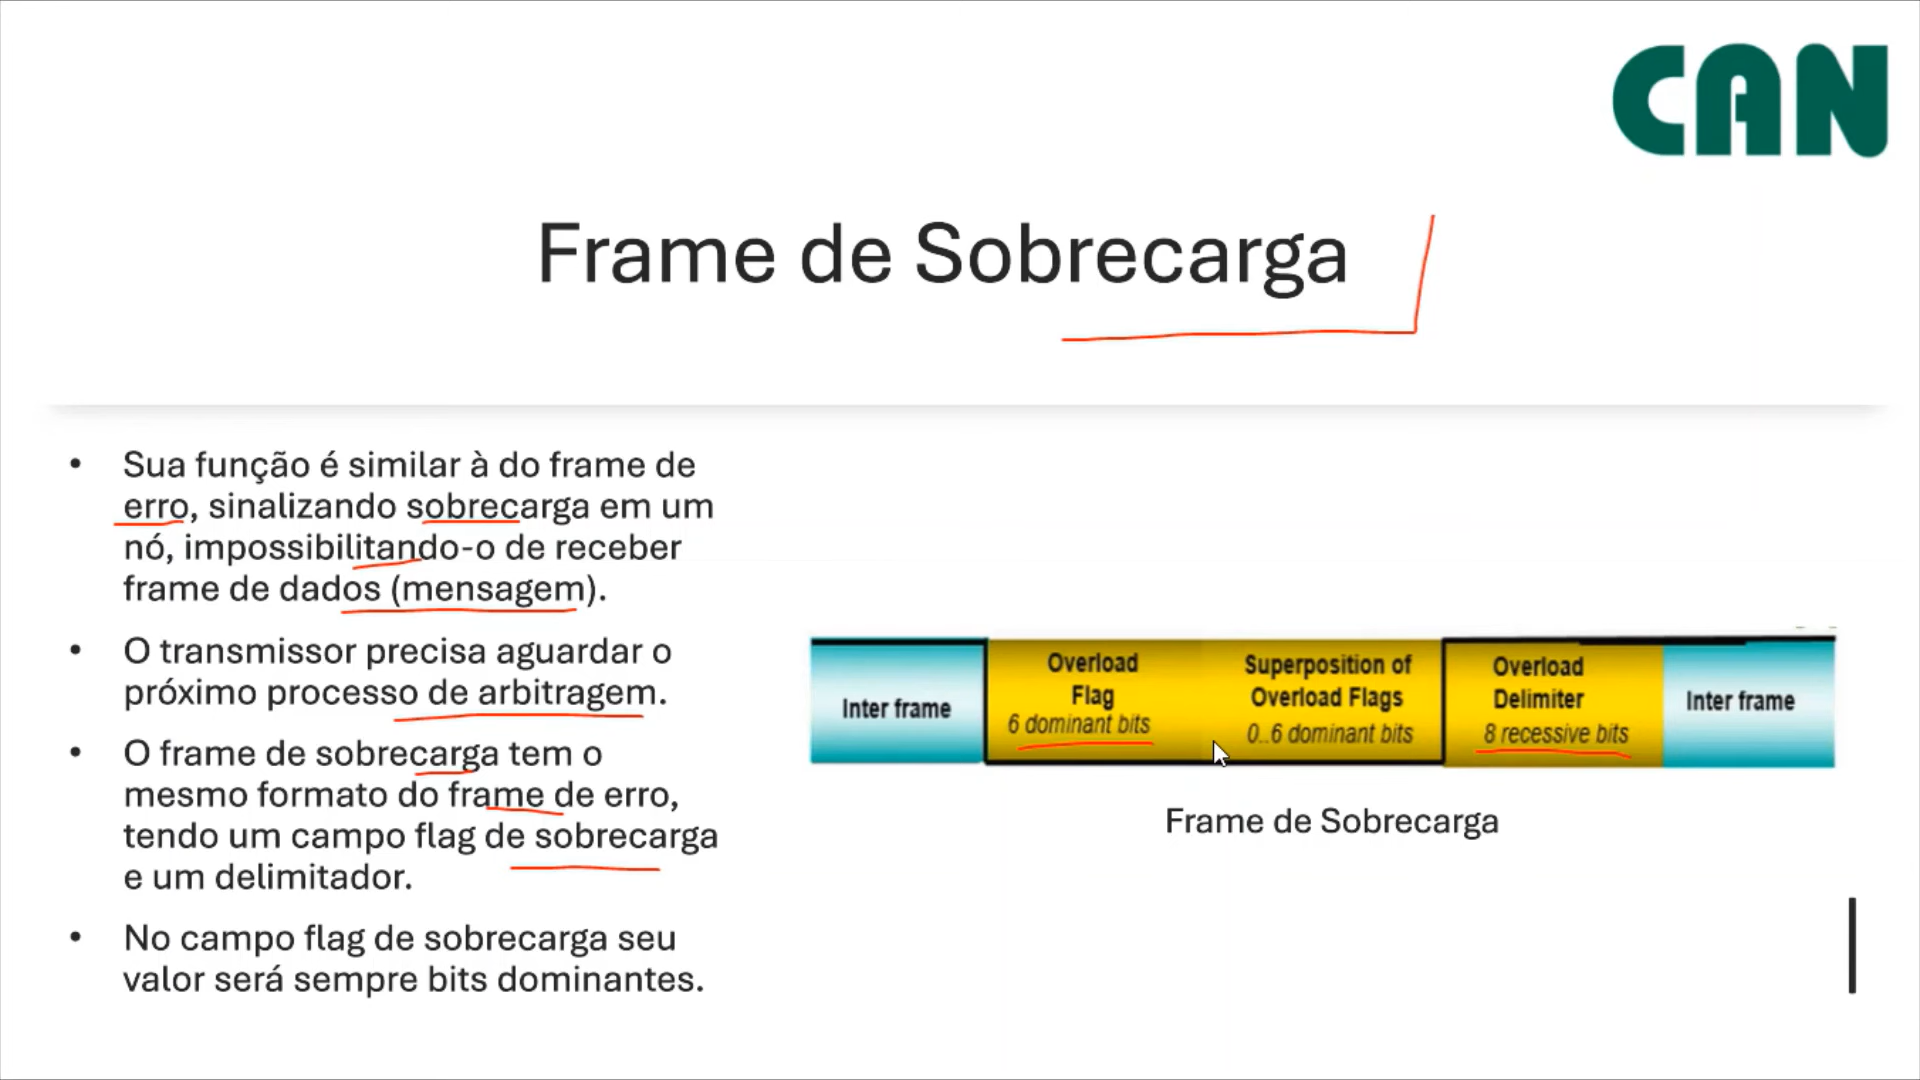 CAN
Frame de Sobrecarga
• Sua função é similar à do frame de
erro, sinalizando sobrecarga em um
nó, impossibilitando-o de receber
frame de dados (mensagem).
• O transmissor precisa aguardar o
próximo processo de arbitragem.
• O frame de sobrecarga tem o
mesmo formato do frame de erro,
tendo um campo flag de sobrecarga
e um delimitador.
• No campo flag de sobrecarga seu
valor será sempre bits dominantes.
Inter frame
Overload
Flag
6 dominant bits
Superposition of
Overload Flags
0..6 dominant bits
Overload
Delimiter
8 recessive bits
Inter frame
Frame de Sobrecarga